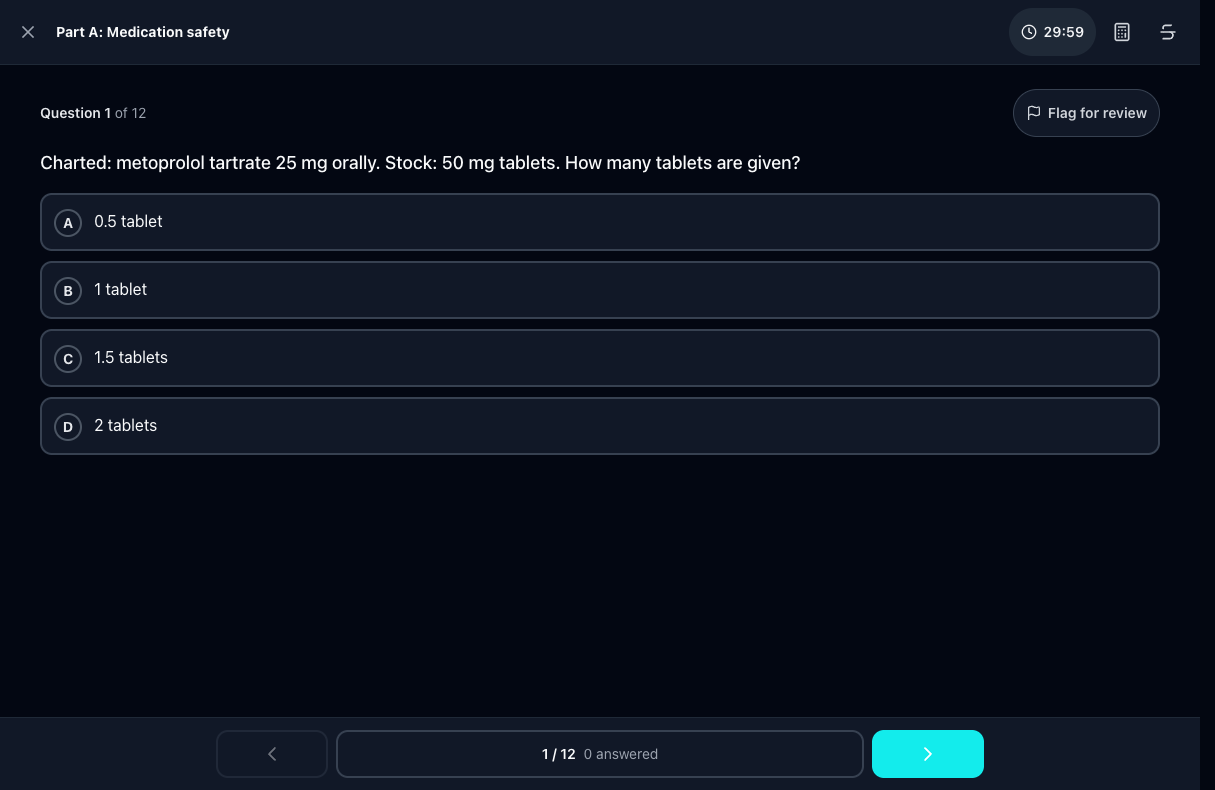 Part A: Medication safety
29:59
Question 1 of 12
Flag for review
Charted: metoprolol tartrate 25 mg orally. Stock: 50 mg tablets. How many tablets are given?
A 0.5 tablet
B 1 tablet
C 1.5 tablets
D 2 tablets
1 / 12 0 answered